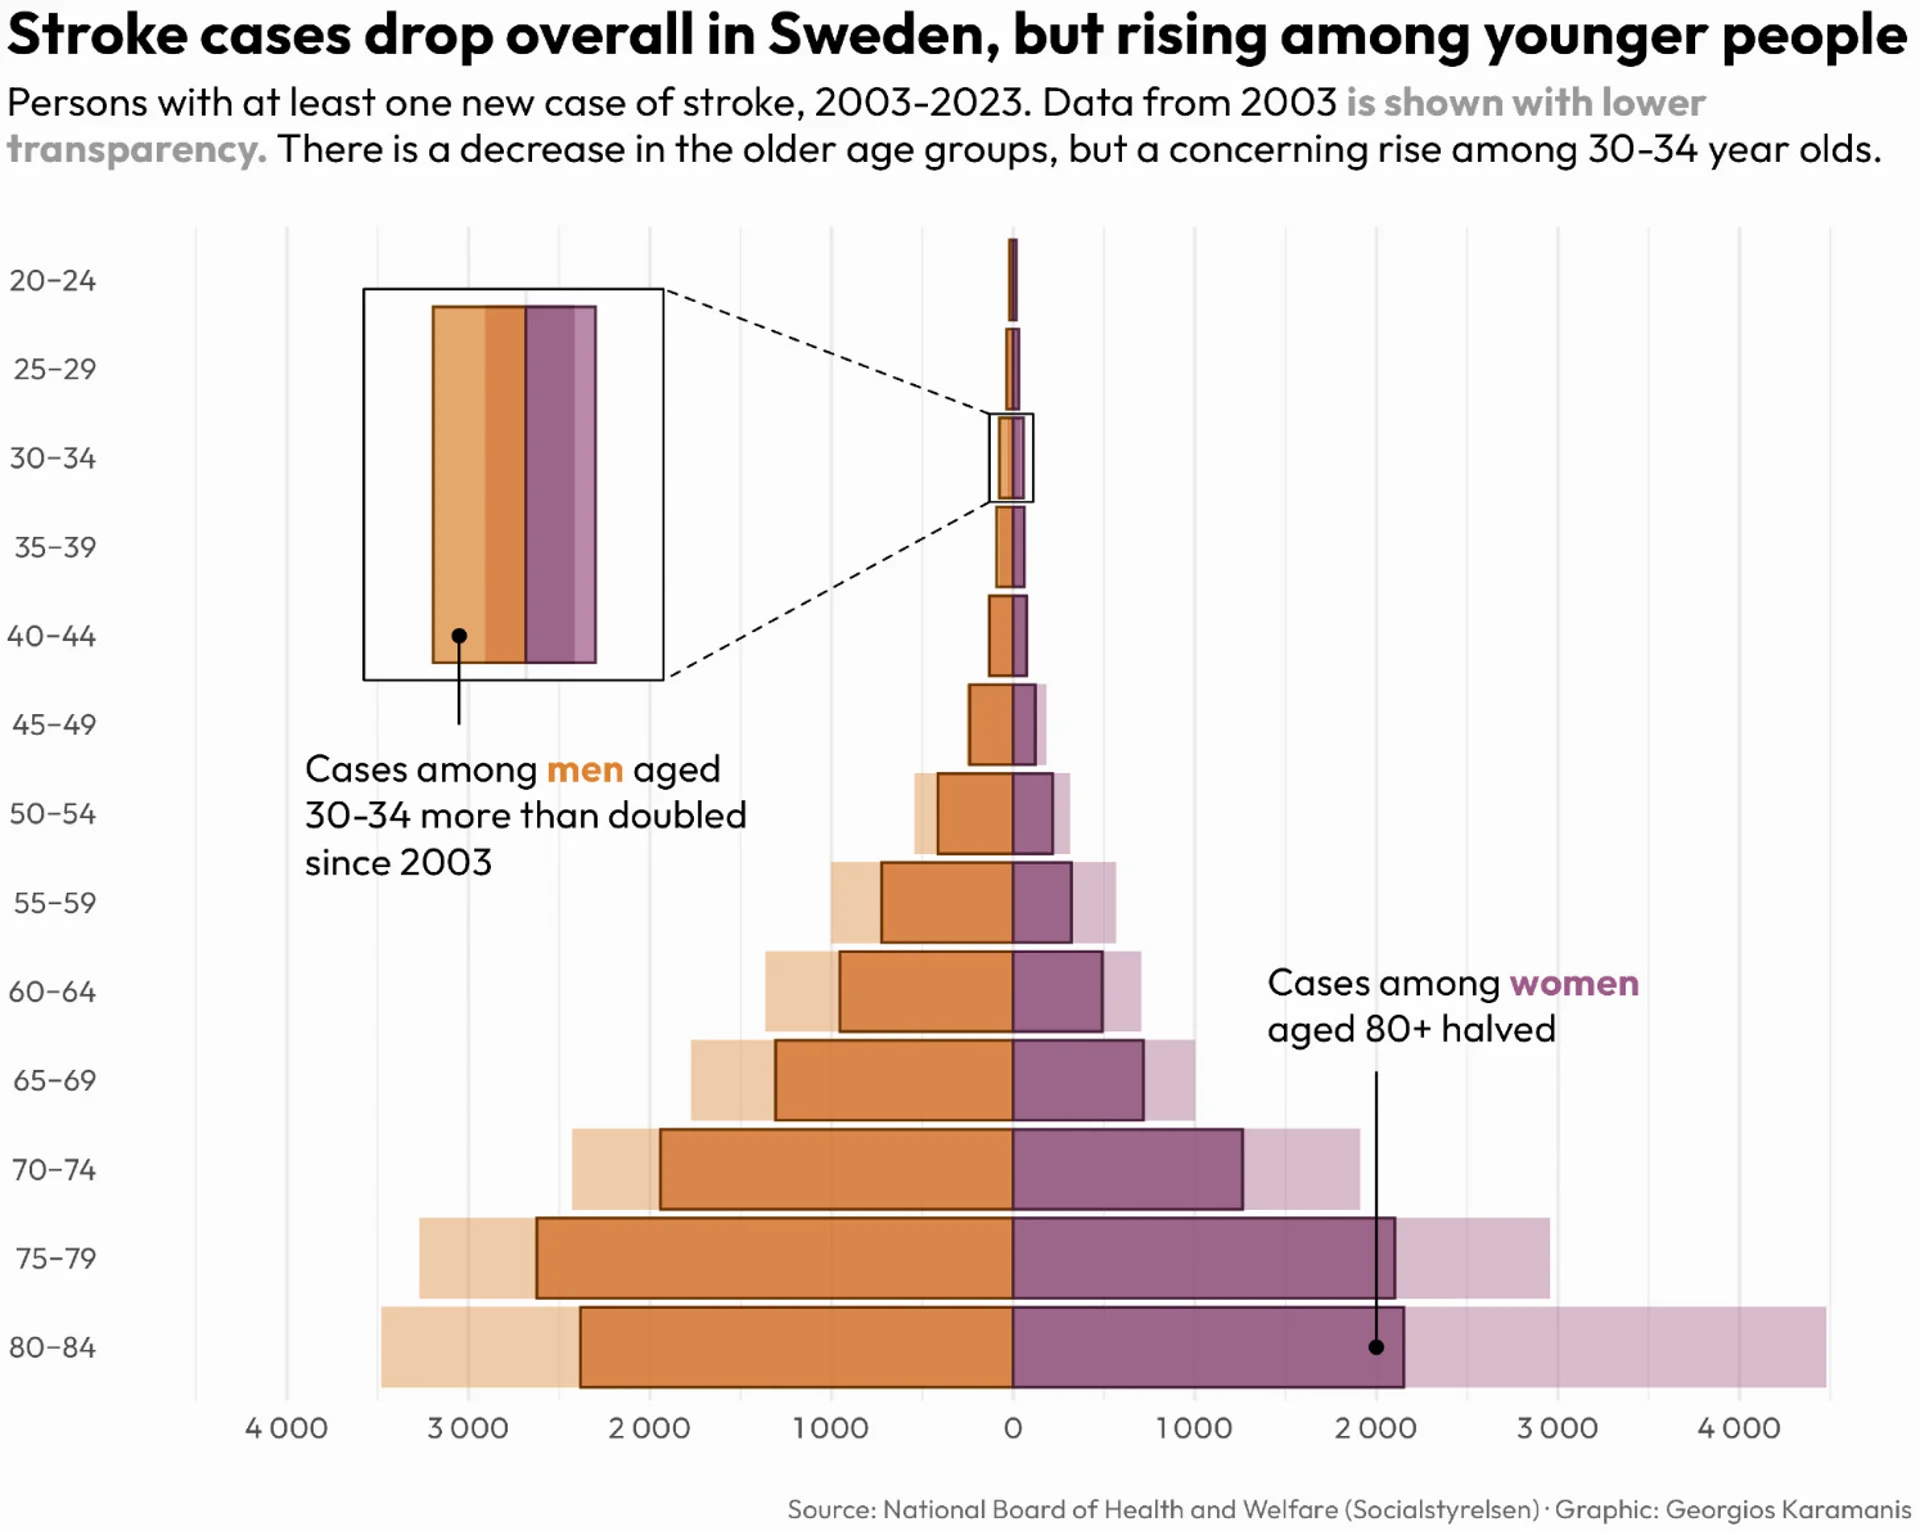 Stroke cases drop overall in Sweden, but rising among younger people
Persons with at least one new case of stroke, 2003-2023. Data from 2003 is shown with lower
transparency. There is a decrease in the older age groups, but a concerning rise among 30-34 year olds.
20–24
25–29
30–34
35–39
40–44
45–49
50–54
55–59
60–64
65–69
70–74
75–79
80–84
Cases among men aged
30-34 more than doubled
since 2003
Cases among women
aged 80+ halved
4 000 3 000 2 000 1 000 0 1 000 2 000 3 000 4 000
Source: National Board of Health and Welfare (Socialstyrelsen) · Graphic: Georgios Karamanis